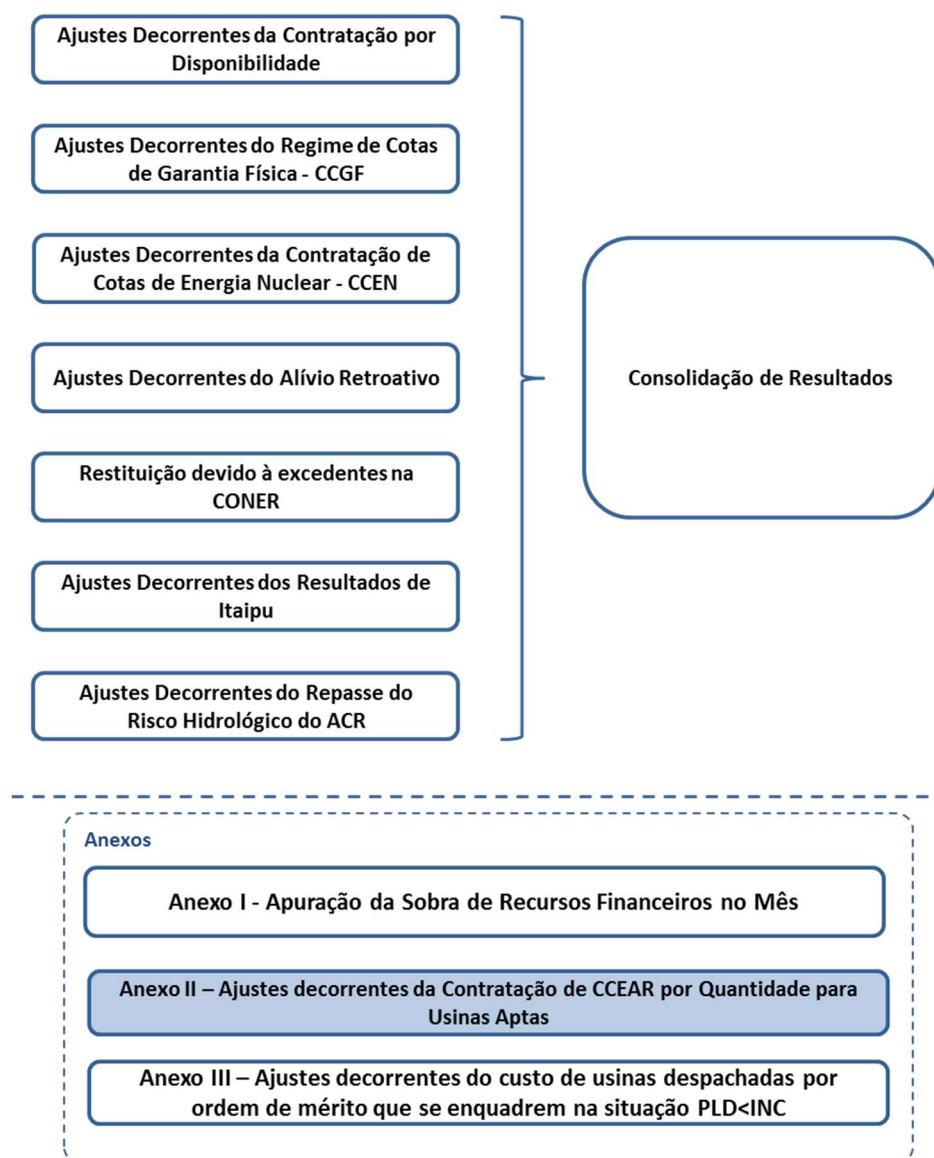 Ajustes Decorrentes da Contratação por
Disponibilidade
Ajustes Decorrentes do Regime de Cotas
de Garantia Física - CCGF
Ajustes Decorrentes da Contratação de
Cotas de Energia Nuclear - CCEN
Ajustes Decorrentes do Alívio Retroativo
Restituição devido à excedentes na
CONER
Ajustes Decorrentes dos Resultados de
Itaipu
Ajustes Decorrentes do Repasse do
Risco Hidrológico do ACR
Consolidação de Resultados
Anexos
Anexo I - Apuração da Sobra de Recursos Financeiros no Mês
Anexo II – Ajustes decorrentes da Contratação de CCEAR por Quantidade para
Usinas Aptas
Anexo III – Ajustes decorrentes do custo de usinas despachadas por
ordem de mérito que se enquadrem na situação PLD<INC